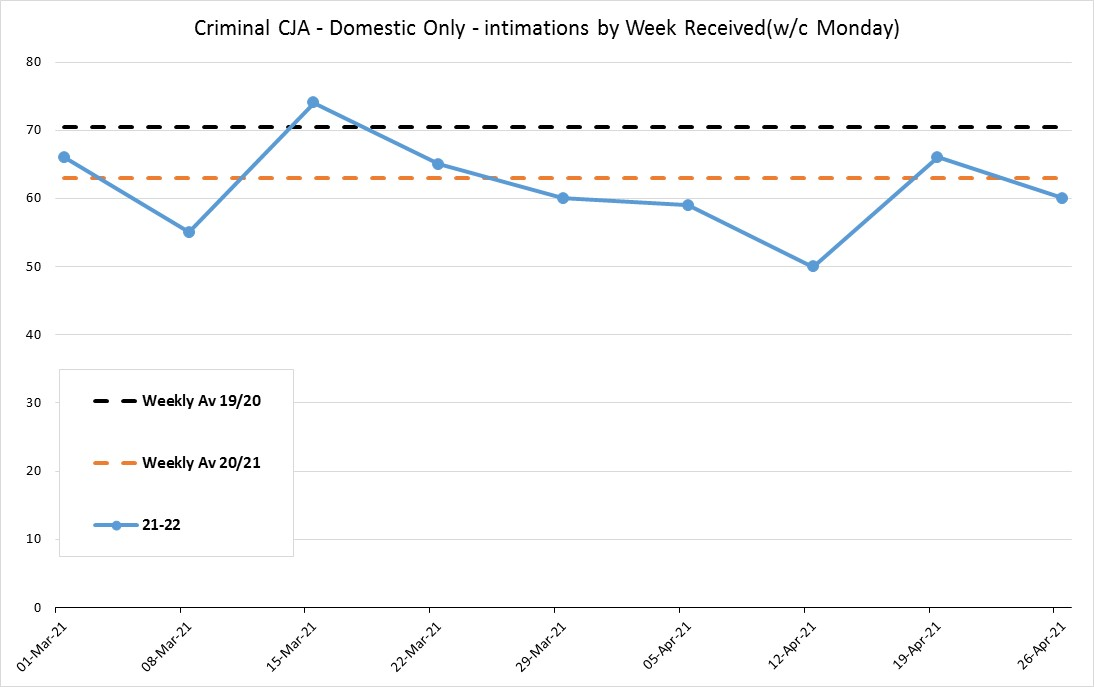 Criminal CJA - Domestic Only - intimations by Week Received(w/c Monday)
80
70
60
50
40
30
20
10
0
Weekly Av 19/20
Weekly Av 20/21
21-22
01-Mar-21
08-Mar-21
15-Mar-21
22-Mar-21
29-Mar-21
05-Apr-21
12-Apr-21
19-Apr-21
26-Apr-21